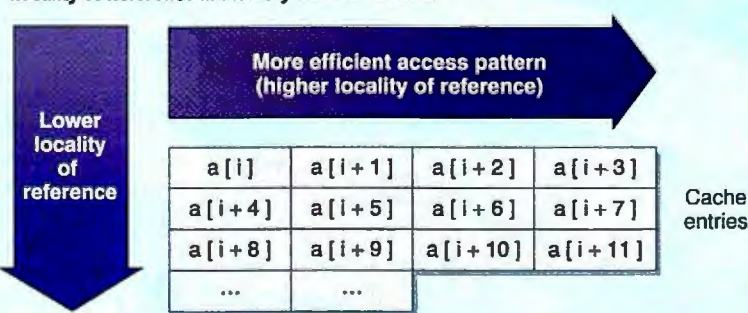 More efficient access pattern
(higher locality of reference)
Lower
locality
of
reference
a[i] a[i+1] a[i+2] a[i+3]
a[i+4] a[i+5] a[i+6] a[i+7]
a[i+8] a[i+9] a[i+10] a[i+11]
... ...
Cache
entries